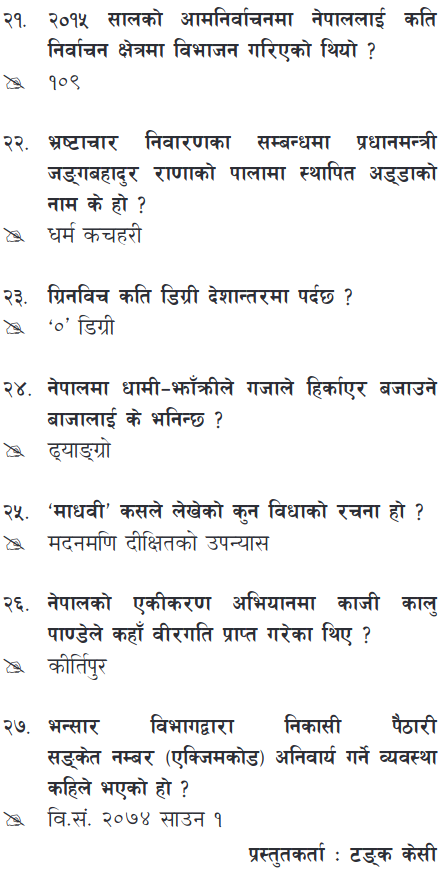 २१. २०१५ सालको आमनिर्वाचनमा नेपाललाई कति
निर्वाचन क्षेत्रमा विभाजन गरिएको थियो ?
१०९
२२. भ्रष्टाचार निवारणका सम्बन्धमा प्रधानमन्त्री
जङ्गबहादुर राणाको पालामा स्थापित अड्डाको
नाम के हो ?
धर्म कचहरी
२३. ग्रिनविच कति डिग्री देशान्तरमा पर्दछ ?
‘०’ डिग्री
२४. नेपालमा धामी-झाँक्रीले गजाले हिर्काएर बजाउने
बाजालाई के भनिन्छ ?
ढ्याङ्ग्रो
२५. ‘माधवी’ कसले लेखेको कुन विधाको रचना हो ?
मदनमणि दीक्षितको उपन्यास
२६. नेपालको एकीकरण अभियानमा काजी कालु
पाण्डेले कहाँ वीरगति प्राप्त गरेका थिए ?
कीर्तिपुर
२७. भन्सार विभागद्वारा निकासी पैठारी
सङ्केत नम्बर (एक्जिमकोड) अनिवार्य गर्ने व्यवस्था
कहिले भएको हो ?
वि.सं. २०७४ साउन १
प्रस्तुतकर्ता : टङ्क केसी